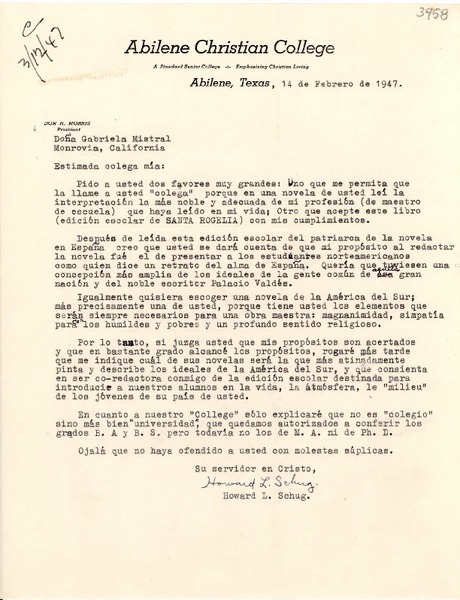 3958
C
3/12/47
Abilene Christian College
A Standard Senior College Emphasizing Christian Living
Abilene, Texas, 14 de Febrero de 1947.
DON H. MORRIS
President
Doña Gabriela Mistral
Monrovia, California
Estimada colega mía:
Pido a usted dos favores muy grandes: Uno que me permita que
la llame a usted "colega" porque en una novela de usted leí la
interpretación la más noble y adecuada de mi profesión (de maestro
de escuela) que haya leído en mi vida; Otro que acepte este libro
(edición escolar de SANTA ROGELIA) con mis cumplimientos.
Después de leída esta edición escolar del patriarca de la novela
en España creo que usted se dará cuenta de que mi propósito al redactar
la novela fué el de presentar a los estudiantes norteamericanos
como quien dice un retrato del alma de España. Quería que tuviesen una
concepción más amplia de los ideales de la gente común de aquella gran
nación y del noble escritor Palacio Valdés.
Igualmente quisiera escoger una novela de la América del Sur;
más precisamente una de usted, porque tiene usted los elementos que
serán siempre necesarios para una obra maestra: magnanimidad, simpatía
para los humildes y pobres y un profundo sentido religioso.
Por lo tanto, si juzga usted que mis propósitos son acertados
y que en bastante grado alcancé los propósitos, rogaré más tarde
que me indique cuál de sus novelas será la que más atinadamente
pinta y describe los ideales de la América del Sur, y que consienta
en ser co-redactora conmigo de la edición escolar destinada para
introducir a nuestros alumnos en la vida, la atmósfera, le "milieu"
de los jóvenes de su país de usted.
En cuanto a nuestro "College" sólo explicaré que no es "colegio"
sino más bien "universidad", que quedamos autorizados a conferir los
grados B. A y B. S. pero todavía no los de M. A. ni de Ph. D.
Ojalá que no haya ofendido a usted con molestas súplicas.
Su servidor en Cristo,
Howard L. Schug.
Howard L. Schug.